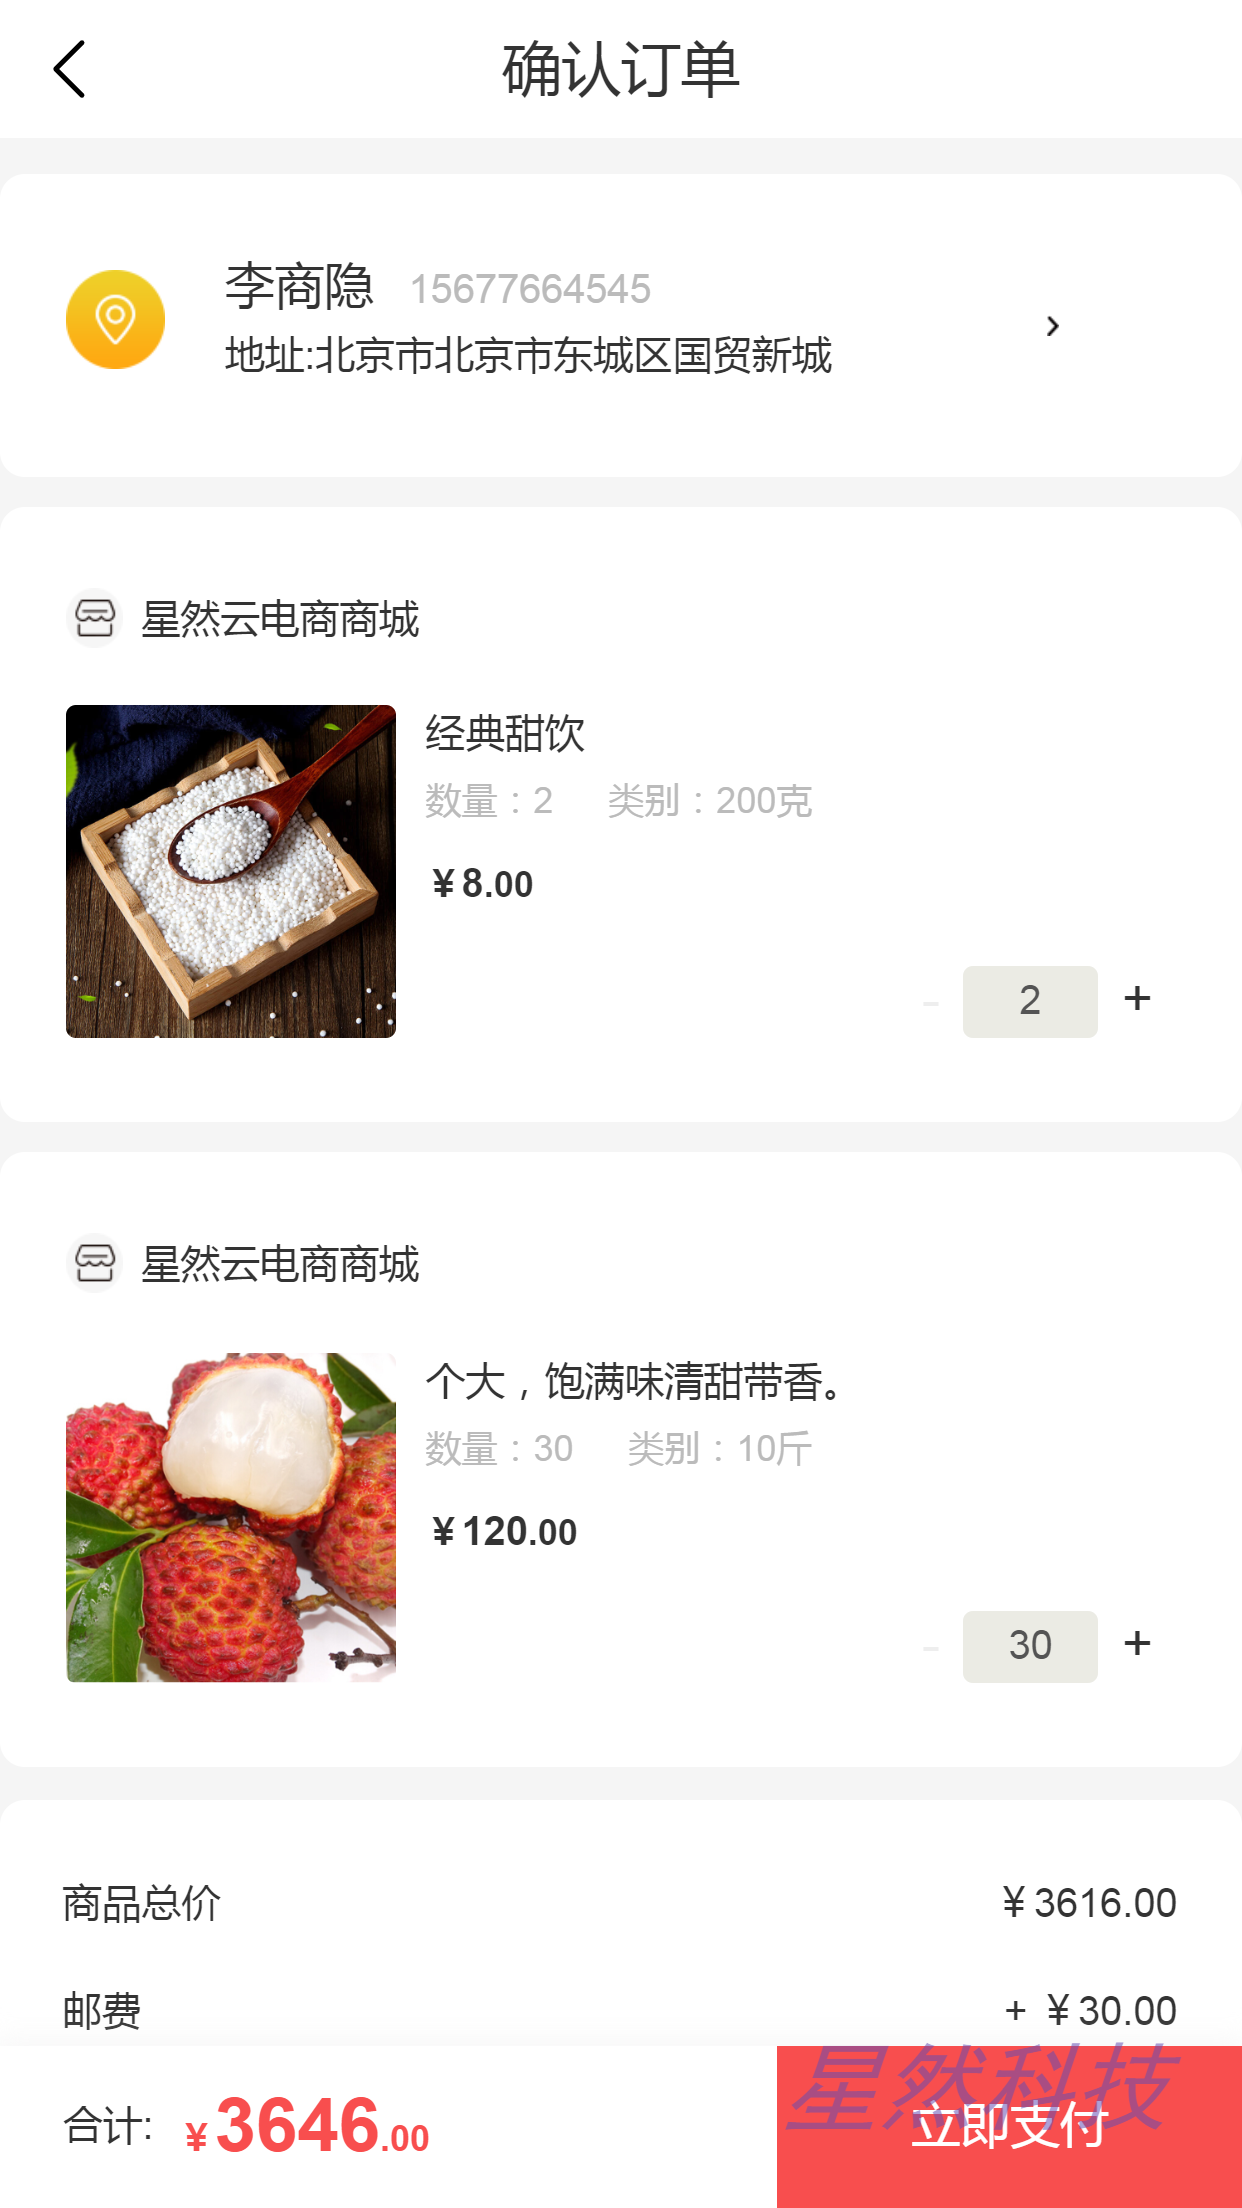 确认订单
李商隐 15677664545
地址:北京市北京市东城区国贸新城
星然云电商商城
经典甜饮
数量：2 类别：200克
¥8.00
- 2 +
星然云电商商城
个大，饱满味清甜带香。
数量：30 类别：10斤
¥120.00
- 30 +
商品总价 ¥3616.00
邮费 + ¥30.00
合计: ¥3646.00
星然科技
立即支付